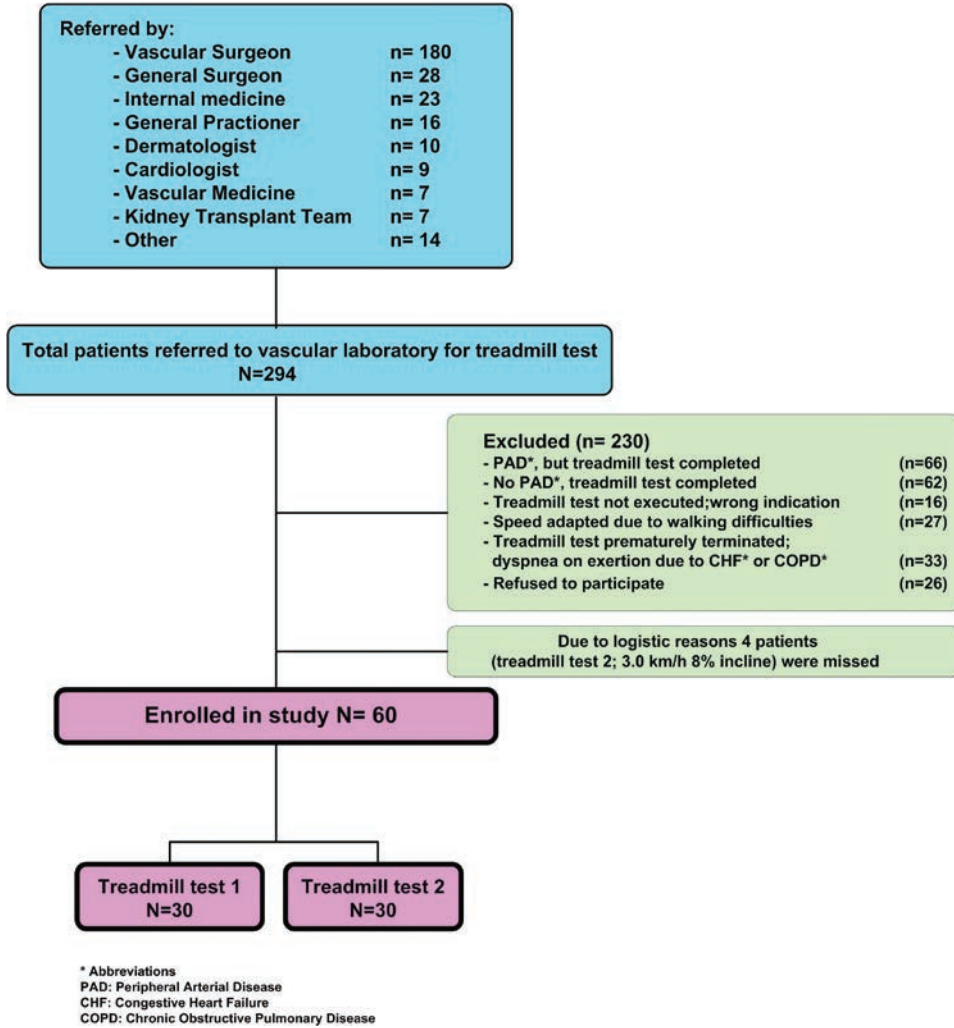 Referred by:
- Vascular Surgeon n= 180
- General Surgeon n= 28
- Internal medicine n= 23
- General Practioner n= 16
- Dermatologist n= 10
- Cardiologist n= 9
- Vascular Medicine n= 7
- Kidney Transplant Team n= 7
- Other n= 14
Total patients referred to vascular laboratory for treadmill test
N=294
Excluded (n= 230)
- PAD*, but treadmill test completed (n=66)
- No PAD*, treadmill test completed (n=62)
- Treadmill test not executed;wrong indication (n=16)
- Speed adapted due to walking difficulties (n=27)
- Treadmill test prematurely terminated;
dyspnea on exertion due to CHF* or COPD* (n=33)
- Refused to participate (n=26)
Due to logistic reasons 4 patients
(treadmill test 2; 3.0 km/h 8% incline) were missed
Enrolled in study N= 60
Treadmill test 1
N=30
Treadmill test 2
N=30
* Abbreviations
PAD: Peripheral Arterial Disease
CHF: Congestive Heart Failure
COPD: Chronic Obstructive Pulmonary Disease